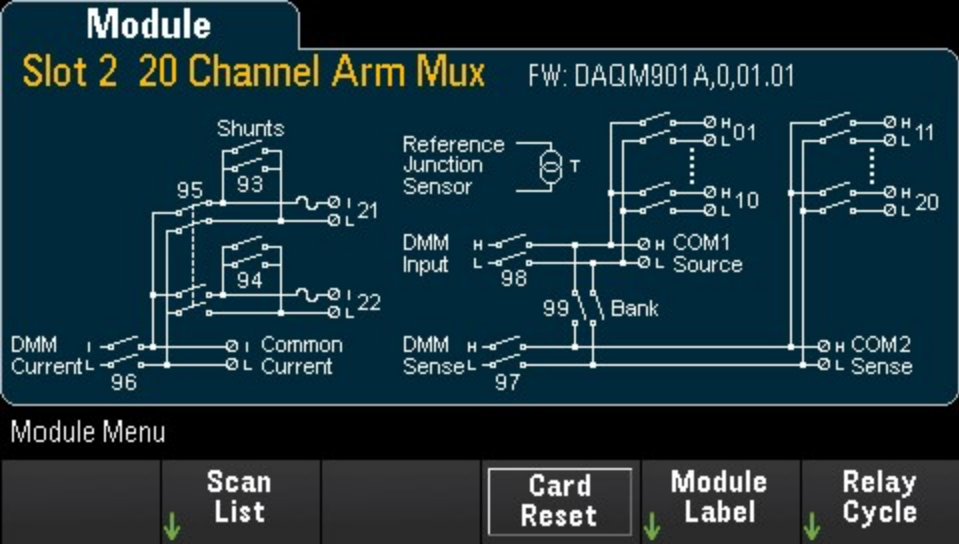 Module
Slot 2 20 Channel Arm Mux FW: DAQM901A,0,01.01
Shunts
93
95
I
L
21
94
I
L
22
DMM I
Current L
96
I Common
L Current
Reference
Junction
Sensor
T
H
L
01
H
L
10
H
L
11
H
L
20
DMM H
Input L
98
H COM1
L Source
99 Bank
DMM H
Sense L
97
H COM2
L Sense
Module Menu
Scan
List
Card
Reset
Module
Label
Relay
Cycle